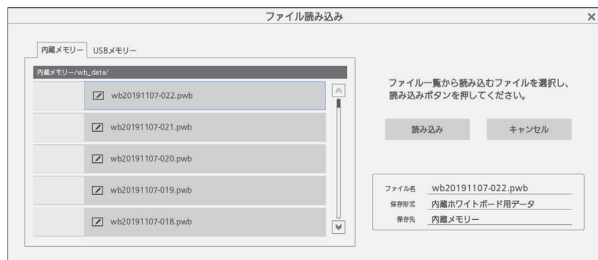 ファイル読み込み
内蔵メモリー
USBメモリー
内蔵メモリー/wb_data/
wb20191107-022.pwb
wb20191107-021.pwb
wb20191107-020.pwb
wb20191107-019.pwb
wb20191107-018.pwb
ファイル一覧から読み込むファイルを選択し、
読み込みボタンを押してください。
読み込み
キャンセル
ファイル名 wb20191107-022.pwb
保存形式 内蔵ホワイトボード用データ
保存先 内蔵メモリー